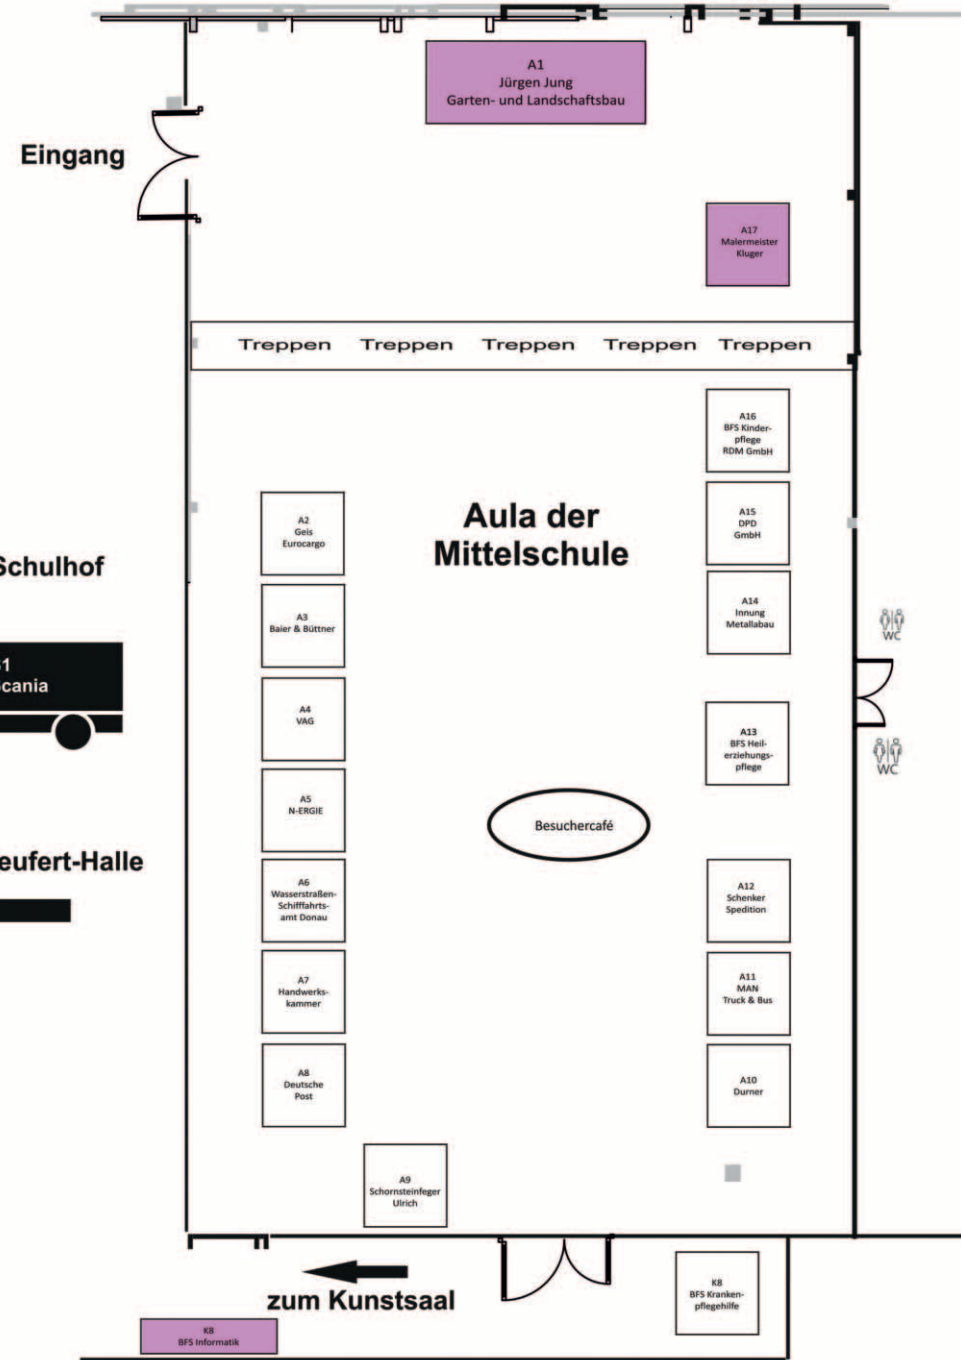 A1
Jürgen Jung
Garten- und Landschaftsbau
Eingang
A17
Malermeister
Kluger
Treppen Treppen Treppen Treppen Treppen
A16
BFS Kinder-
pflege
RDM GmbH
A15
DPD
GmbH
A2
Geis
Eurocargo
Aula der
Mittelschule
A14
Innung
Metallabau
A3
Baier & Büttner
Schulhof
WC
A4
VAG
A13
BFS Heil-
erziehungs-
pflege
WC
A5
N-ERGIE
Besuchercafé
A6
Wasserstraßen-
Schifffahrts-
amt Donau
A12
Schenker
Spedition
A7
Handwerks-
kammer
A11
MAN
Truck & Bus
A8
Deutsche
Post
A10
Durner
A9
Schornsteinfeger
Ulrich
zum Kunstsaal
K8
BFS Kranken-
pflegehilfe
K8
BFS Informatik